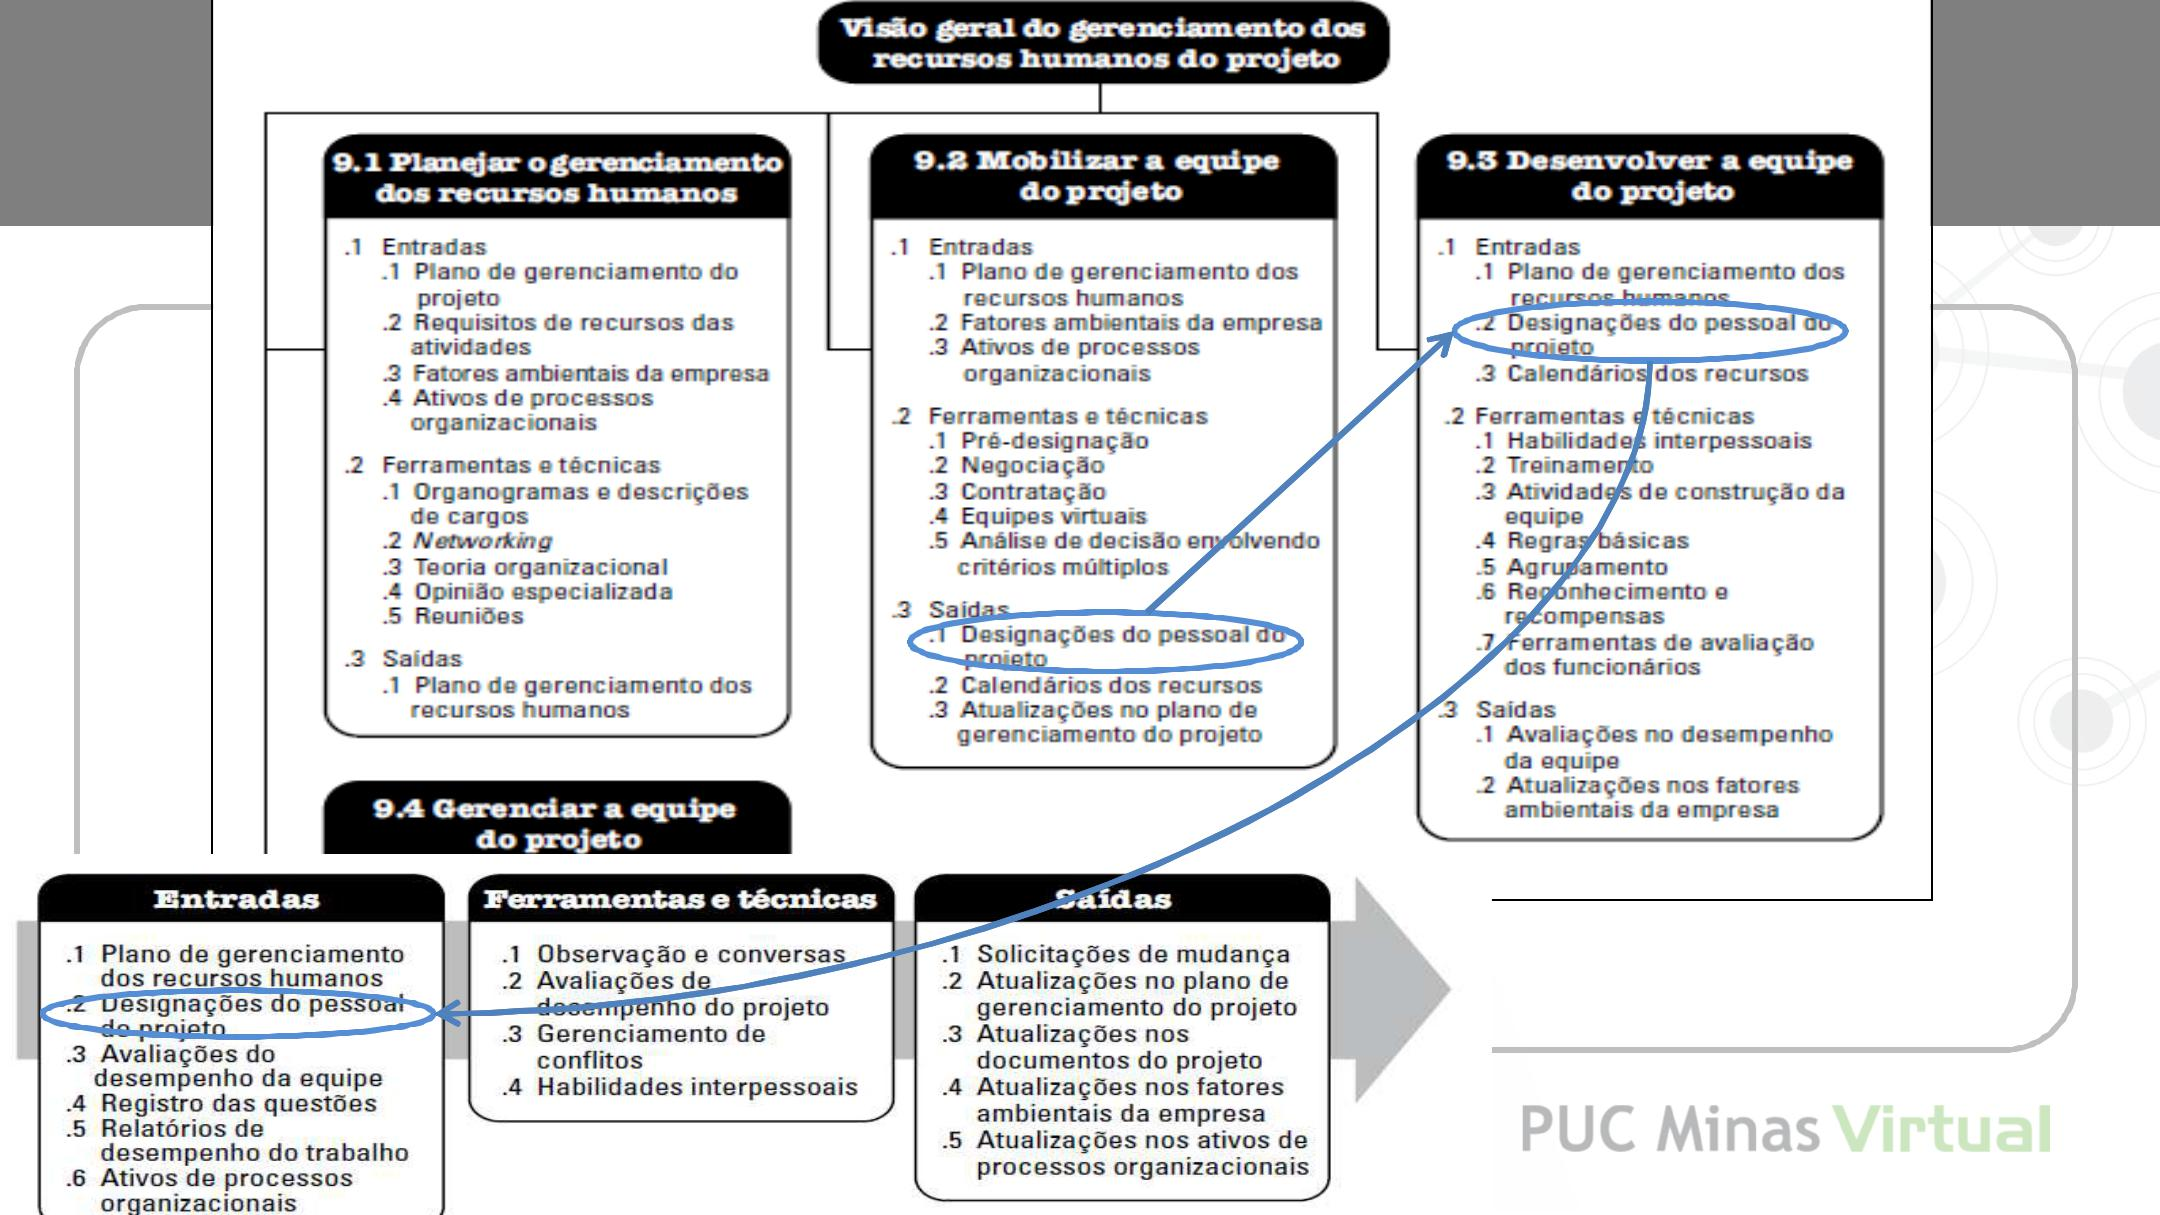 Visão geral do gerenciamento dos
recursos humanos do projeto
9.1 Planejar o gerenciamento
dos recursos humanos
.1 Entradas
.1 Plano de gerenciamento do
projeto
.2 Requisitos de recursos das
atividades
.3 Fatores ambientais da empresa
.4 Ativos de processos
organizacionais
.2 Ferramentas e técnicas
.1 Organogramas e descrições
de cargos
.2 Networking
.3 Teoria organizacional
.4 Opinião especializada
.5 Reuniões
.3 Saídas
.1 Plano de gerenciamento dos
recursos humanos
9.2 Mobilizar a equipe
do projeto
.1 Entradas
.1 Plano de gerenciamento dos
recursos humanos
.2 Fatores ambientais da empresa
.3 Ativos de processos
organizacionais
.2 Ferramentas e técnicas
.1 Pré-designação
.2 Negociação
.3 Contratação
.4 Equipes virtuais
.5 Análise de decisão envolvendo
critérios múltiplos
.3 Saídas
.1 Designações do pessoal do
projeto
.2 Calendários dos recursos
.3 Atualizações no plano de
gerenciamento do projeto
9.3 Desenvolver a equipe
do projeto
.1 Entradas
.1 Plano de gerenciamento dos
recursos humanos
.2 Designações do pessoal do
projeto
.3 Calendários dos recursos
.2 Ferramentas e técnicas
.1 Habilidades interpessoais
.2 Treinamento
.3 Atividades de construção da
equipe
.4 Regras básicas
.5 Agrupamento
.6 Reconhecimento e
recompensas
.7 Ferramentas de avaliação
dos funcionários
.3 Saídas
.1 Avaliações no desempenho
da equipe
.2 Atualizações nos fatores
ambientais da empresa
9.4 Gerenciar a equipe
do projeto
Entradas
.1 Plano de gerenciamento
dos recursos humanos
.2 Designações do pessoal
do projeto
.3 Avaliações do
desempenho da equipe
.4 Registro das questões
.5 Relatórios de
desempenho do trabalho
.6 Ativos de processos
organizacionais
Ferramentas e técnicas
.1 Observação e conversas
.2 Avaliações de
desempenho do projeto
.3 Gerenciamento de
conflitos
.4 Habilidades interpessoais
Saídas
.1 Solicitações de mudança
.2 Atualizações no plano de
gerenciamento do projeto
.3 Atualizações nos
documentos do projeto
.4 Atualizações nos fatores
ambientais da empresa
.5 Atualizações nos ativos de
processos organizacionais
PUC Minas Virtual